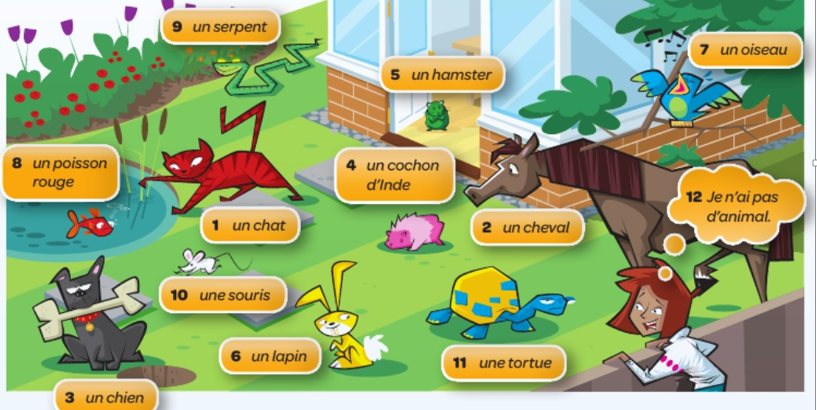 9 un serpent
7 un oiseau
5 un hamster
8 un poisson
rouge
4 un cochon
d'Inde
12 Je n'ai pas
d'animal.
1 un chat
2 un cheval
10 une souris
6 un lapin
11 une tortue
3 un chien